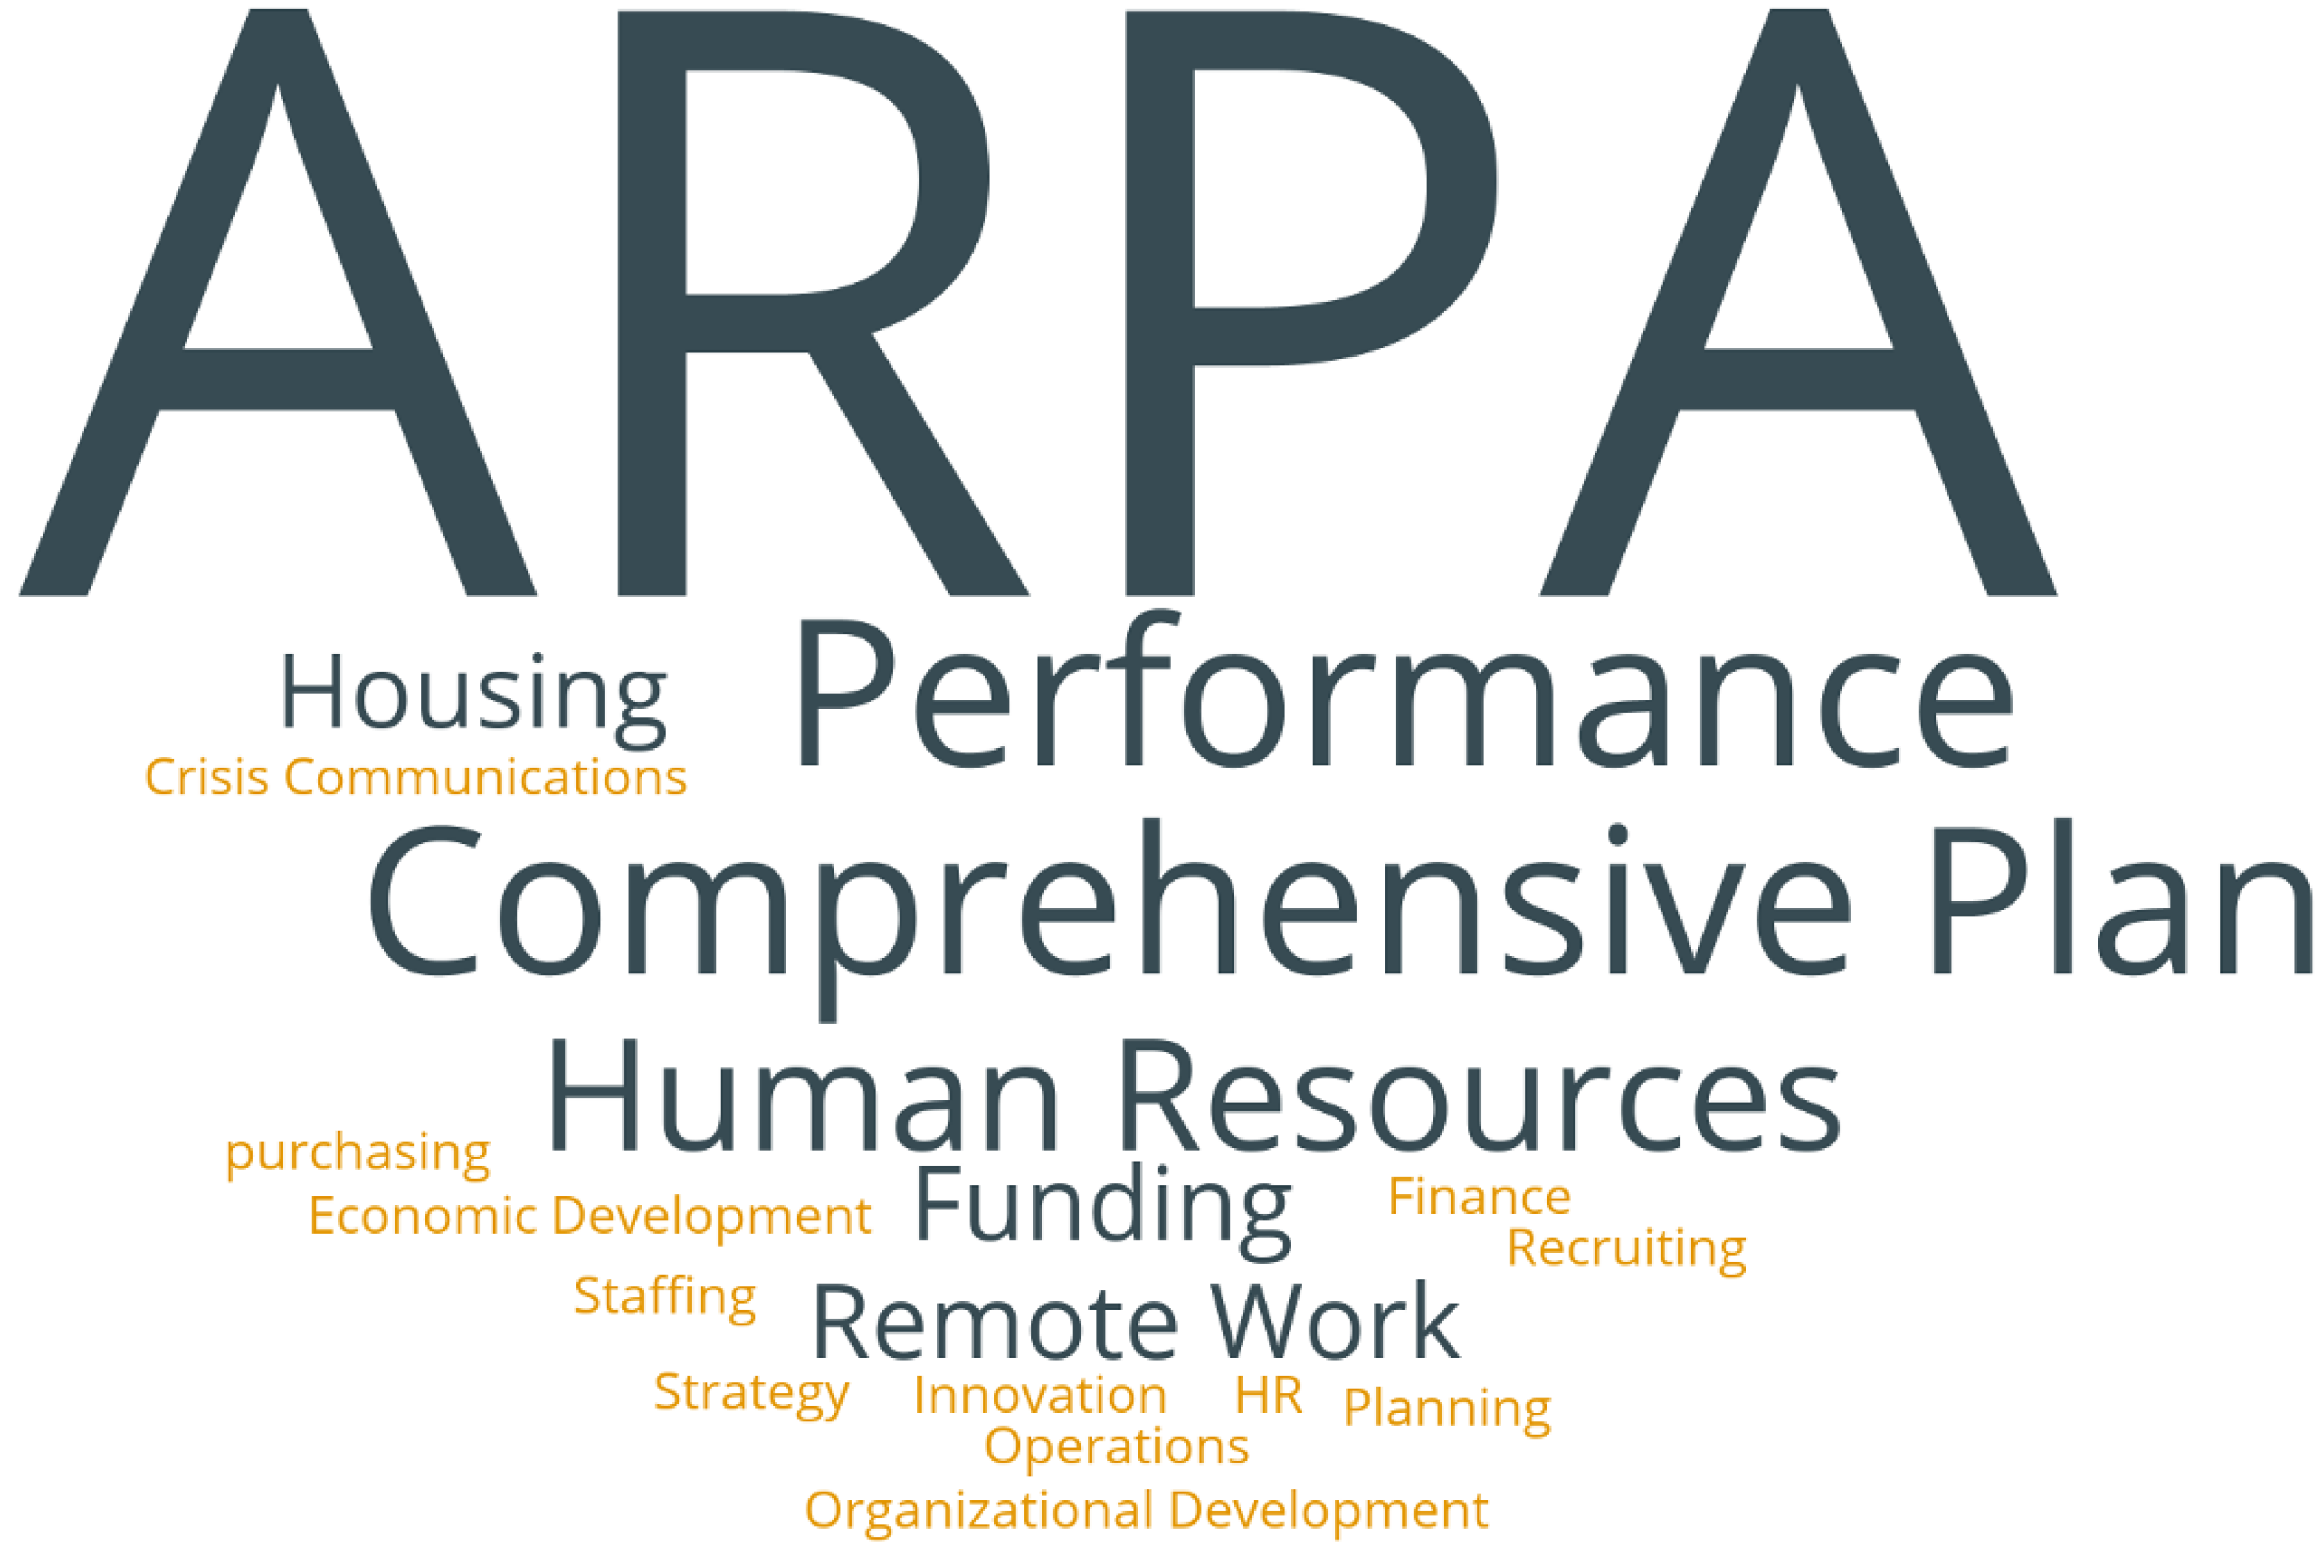 ARPA
Housing
Performance
Crisis Communications
Comprehensive Plan
Human Resources
purchasing
Funding
Finance
Economic Development
Recruiting
Staffing
Remote Work
Strategy
Innovation
HR
Planning
Operations
Organizational Development